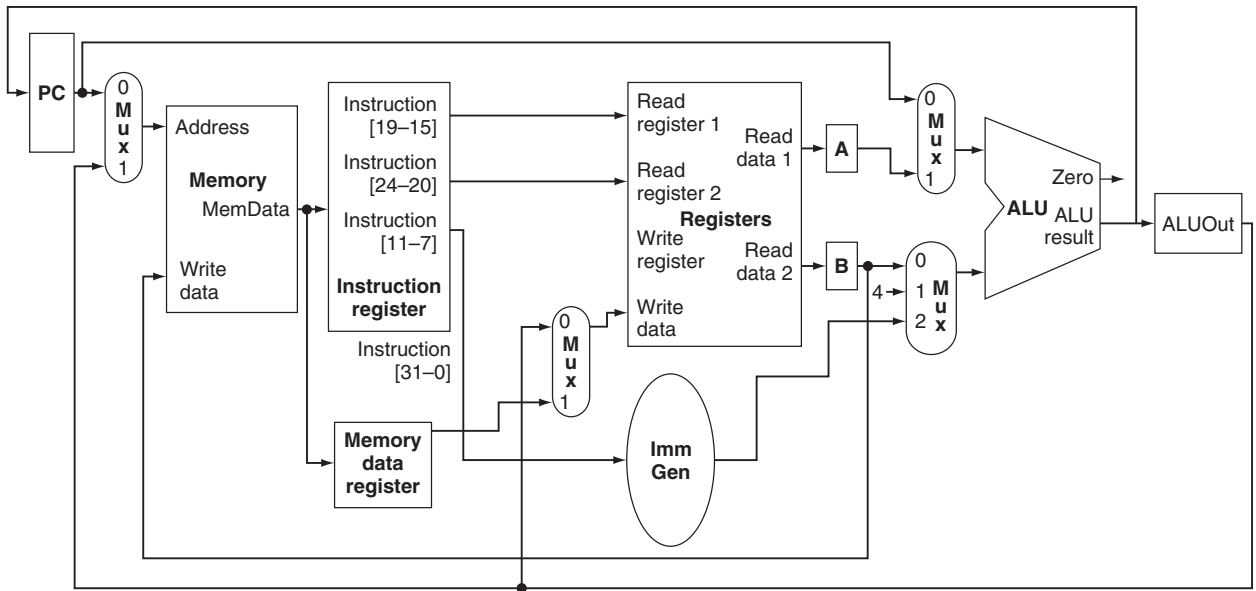 PC
0
M
u
x
1
Address
Memory
MemData
Write
data
Instruction
[19–15]
Instruction
[24–20]
Instruction
[11–7]
Instruction
register
Instruction
[31–0]
Memory
data
register
0
M
u
x
1
Read
register 1
Read
register 2
Registers
Write
register
Write
data
Read
data 1
Read
data 2
Imm
Gen
A
B
4
0
M
u
x
1
0
1
2
M
u
x
Zero
ALU
ALU
result
ALUOut